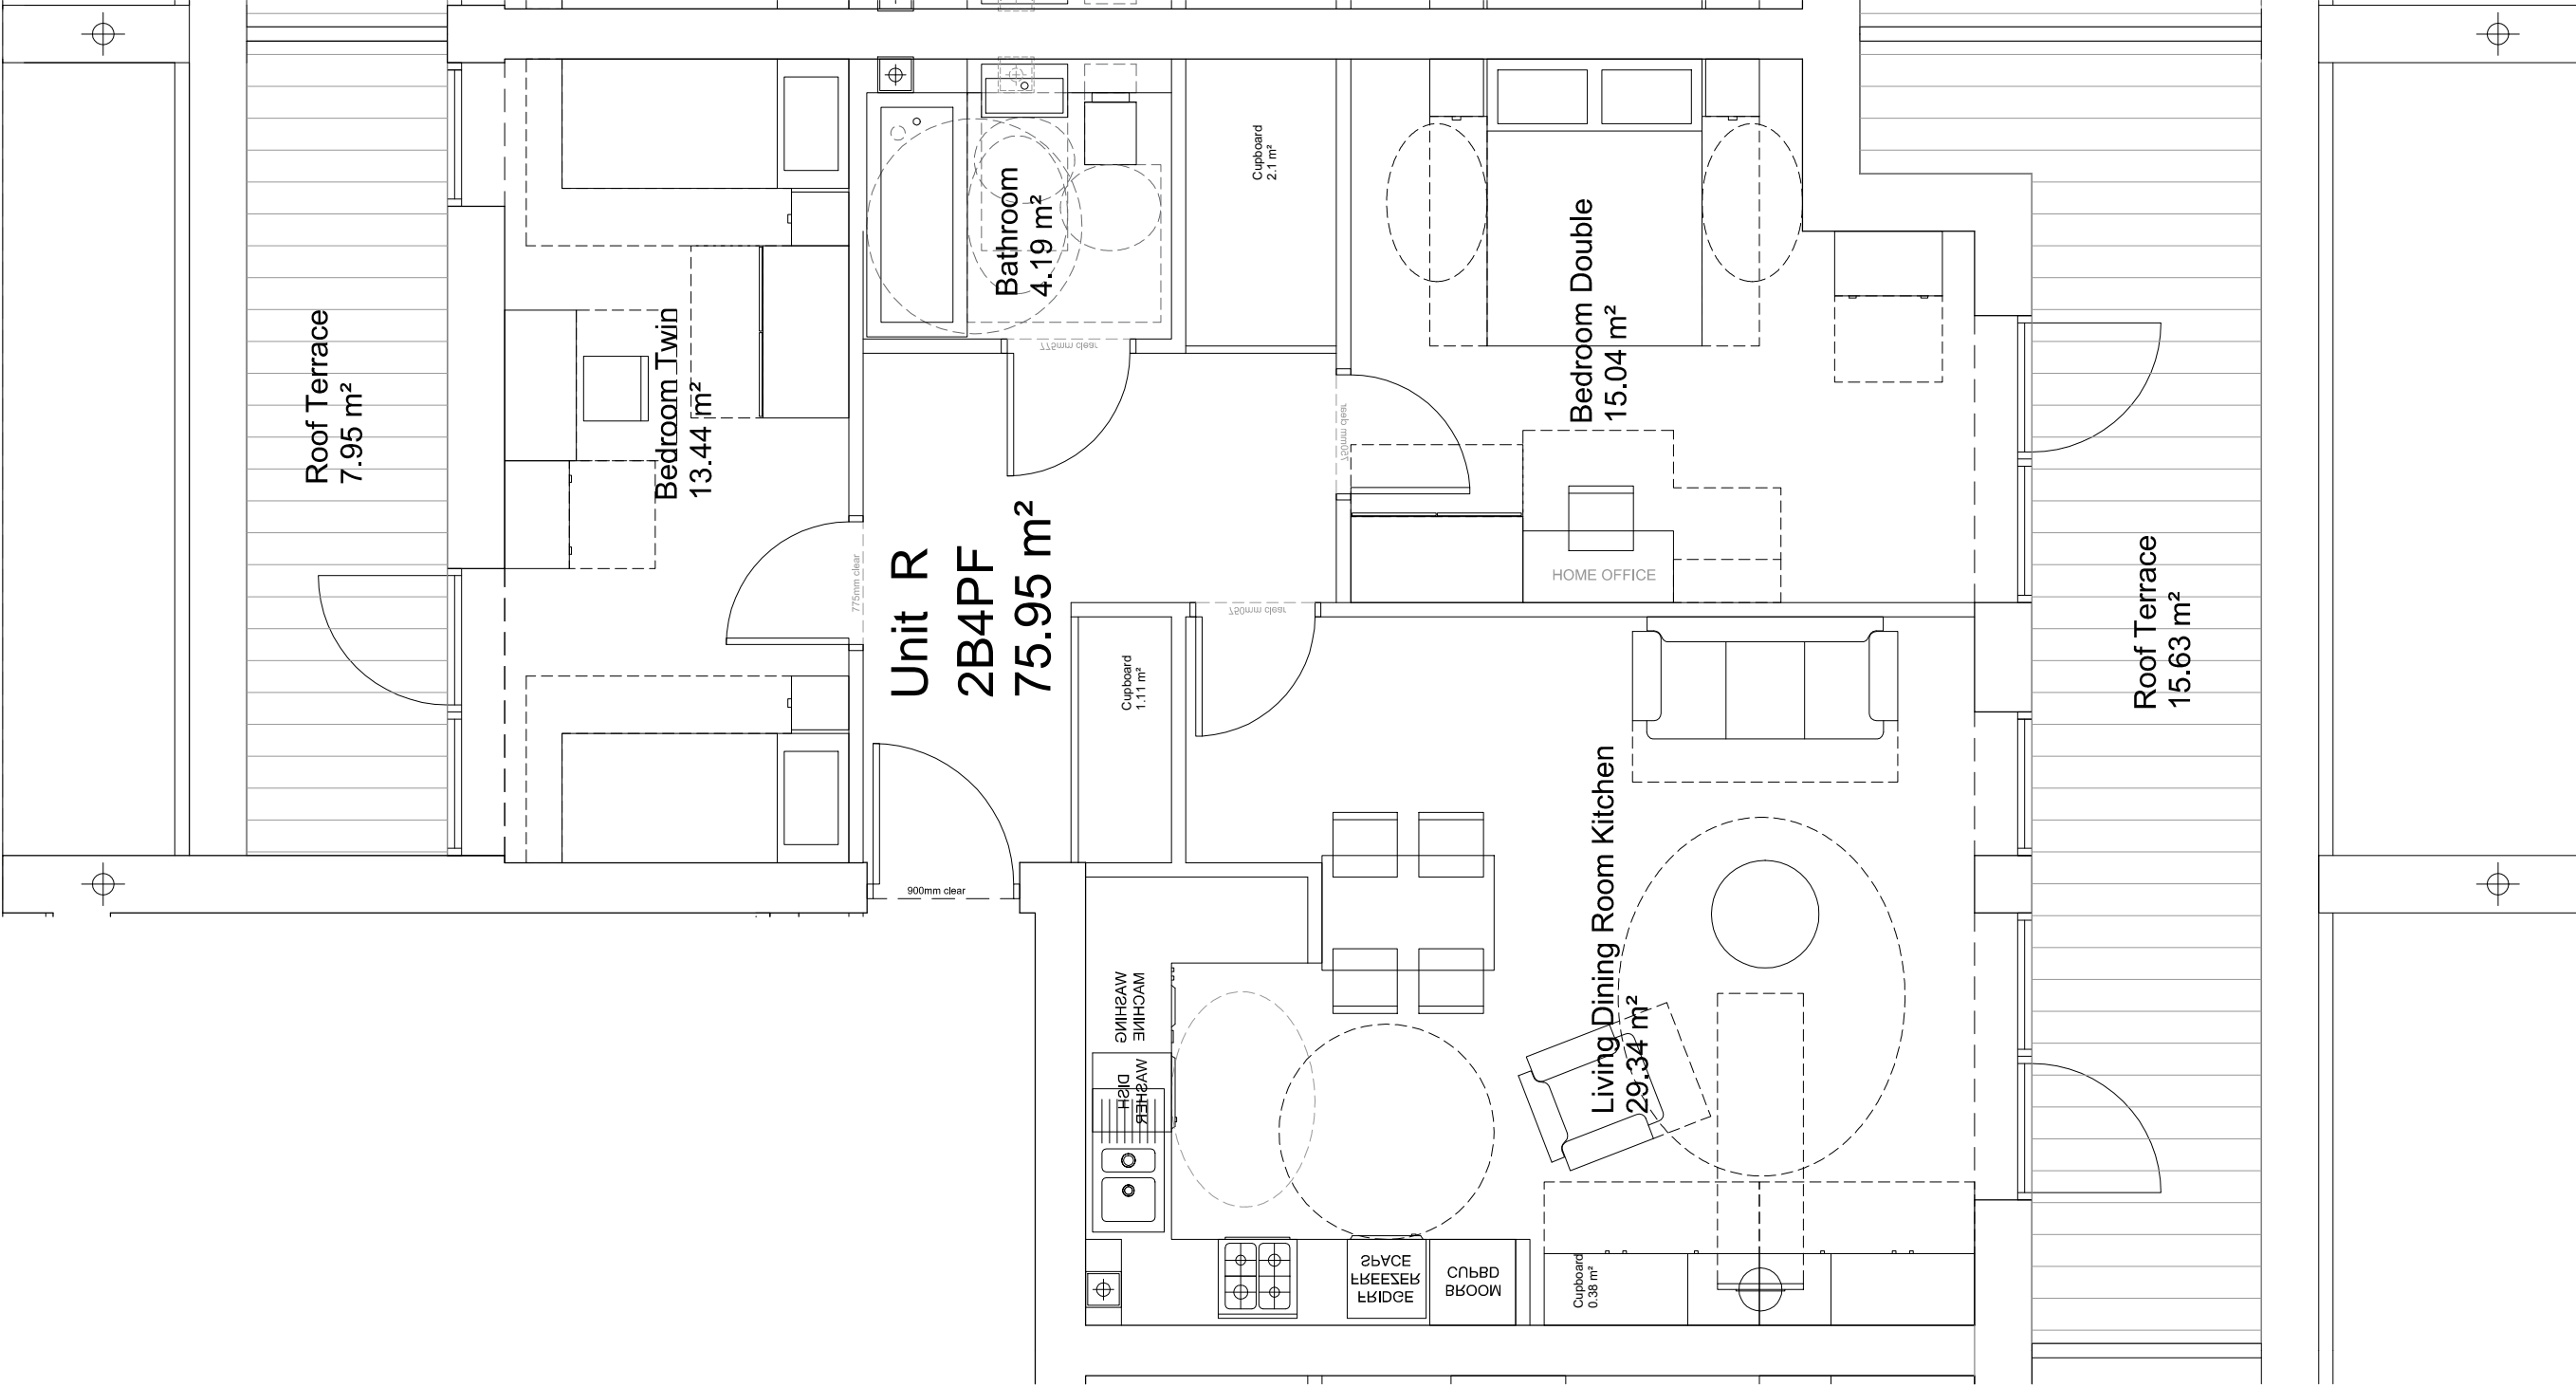 Roof Terrace
7.95 m²
Bedroom Twin
13.44 m²
Bathroom
4.19 m²
Cupboard
2.1 m²
Bedroom Double
15.04 m²
775mm clear
750mm clear
775mm clear
HOME OFFICE
Unit R
2B4PF
75.95 m²
750mm clear
Cupboard
1.11 m²
Roof Terrace
15.63 m²
900mm clear
Living Dining Room Kitchen
29.34 m²
WASHING
MACHINE
DISH
WASHER
FRIDGE
FREEZER
SPACE
BROOM
CUPBD
Cupboard
0.38 m²